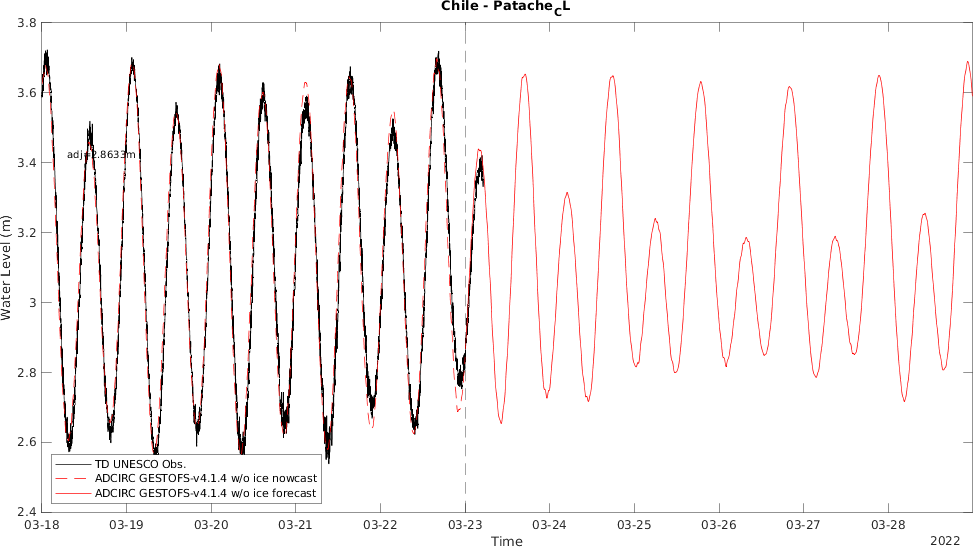 Chile - Patache_CL
3.8
3.6
3.4
3.2
3
2.8
2.6
2.4
Water Level (m)
adj=2.8633m
TD UNESCO Obs.
ADCIRC GESTOFS-v4.1.4 w/o ice nowcast
ADCIRC GESTOFS-v4.1.4 w/o ice forecast
03-18 03-19 03-20 03-21 03-22 03-23 03-24 03-25 03-26 03-27 03-28
Time
2022